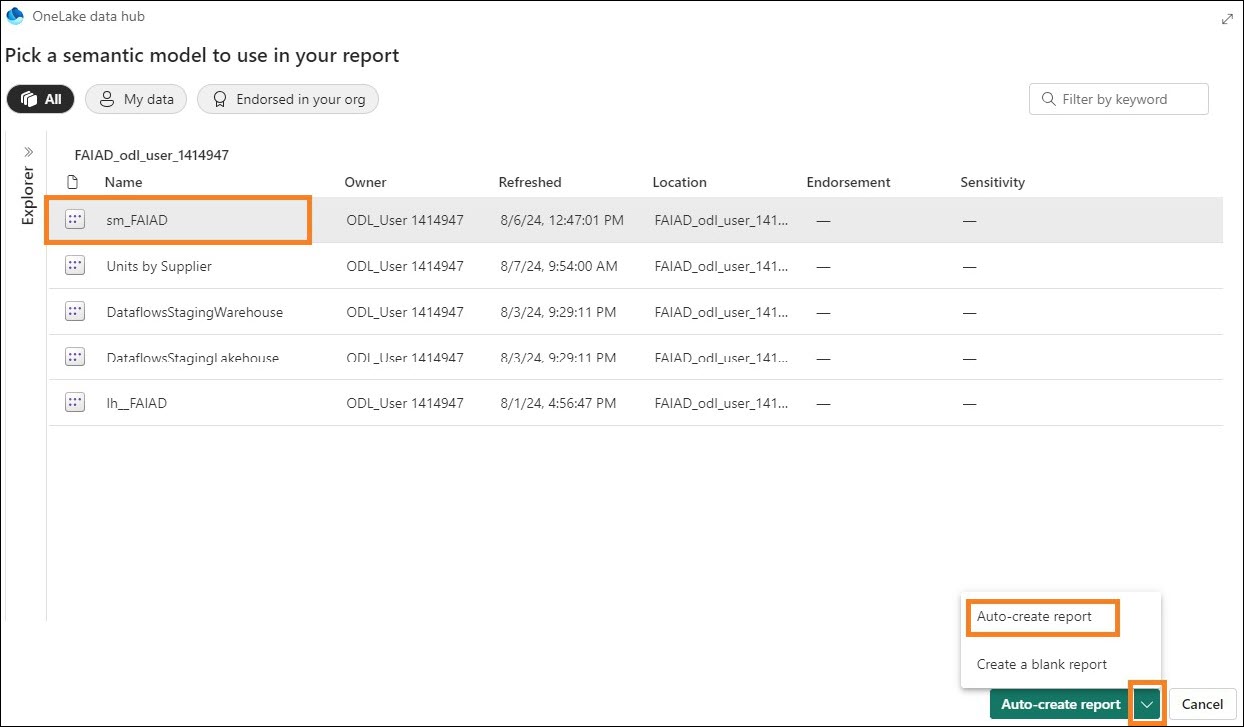 OneLake data hub
Pick a semantic model to use in your report
All My data Endorsed in your org Filter by keyword
Explorer
FAIAD_odl_user_1414947
Name Owner Refreshed Location Endorsement Sensitivity
sm_FAIAD ODL_User 1414947 8/6/24, 12:47:01 PM FAIAD_odl_user_141... — —
Units by Supplier ODL_User 1414947 8/7/24, 9:54:00 AM FAIAD_odl_user_141... — —
DataflowsStagingWarehouse ODL_User 1414947 8/3/24, 9:29:11 PM FAIAD_odl_user_141... — —
DataflowsStagingLakehouse ODL_User 1414947 8/3/24, 9:29:11 PM FAIAD_odl_user_141... — —
lh__FAIAD ODL_User 1414947 8/1/24, 4:56:47 PM FAIAD_odl_user_141... — —
Auto-create report
Create a blank report
Auto-create report Cancel